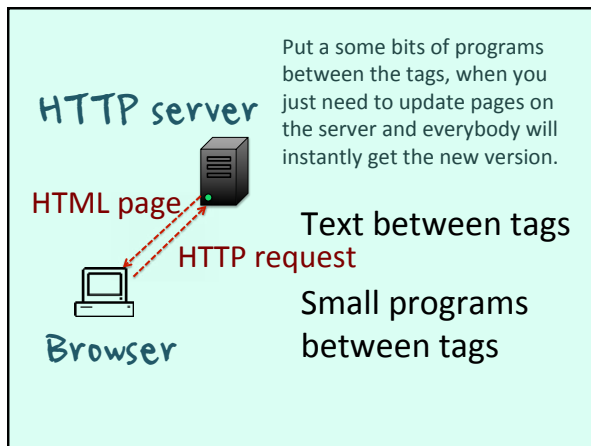 Put a some bits of programs
between the tags, when you
just need to update pages on
the server and everybody will
instantly get the new version.
HTTP server
HTML page
HTTP request
Browser
Text between tags
Small programs
between tags